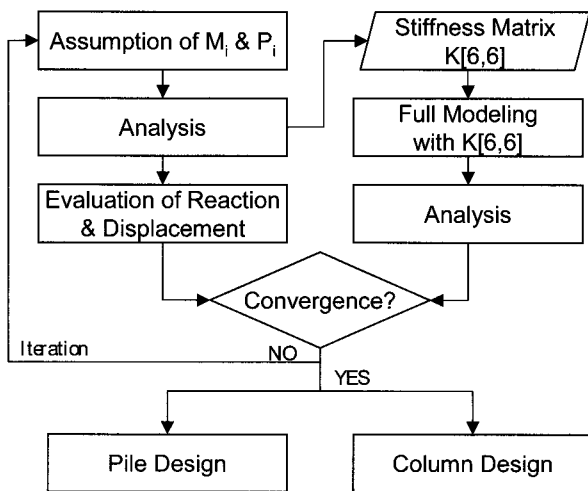 Assumption of Mi & Pi
Stiffness Matrix
K[6,6]
Analysis
Full Modeling
with K[6,6]
Evaluation of Reaction
& Displacement
Analysis
Convergence?
Iteration
NO
YES
Pile Design
Column Design